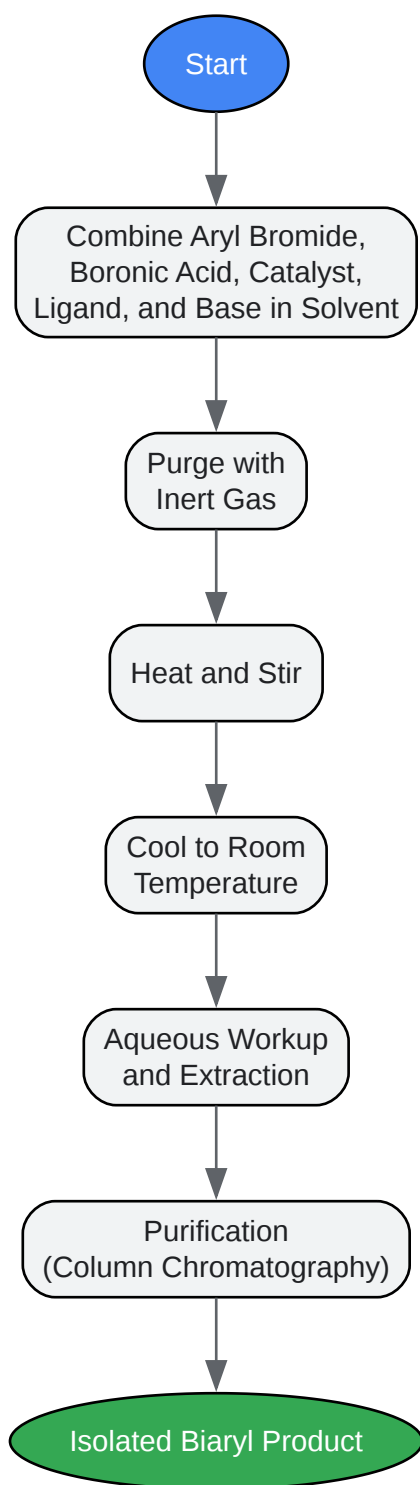 Start
Combine Aryl Bromide,
Boronic Acid, Catalyst,
Ligand, and Base in Solvent
Purge with
Inert Gas
Heat and Stir
Cool to Room
Temperature
Aqueous Workup
and Extraction
Purification
(Column Chromatography)
Isolated Biaryl Product